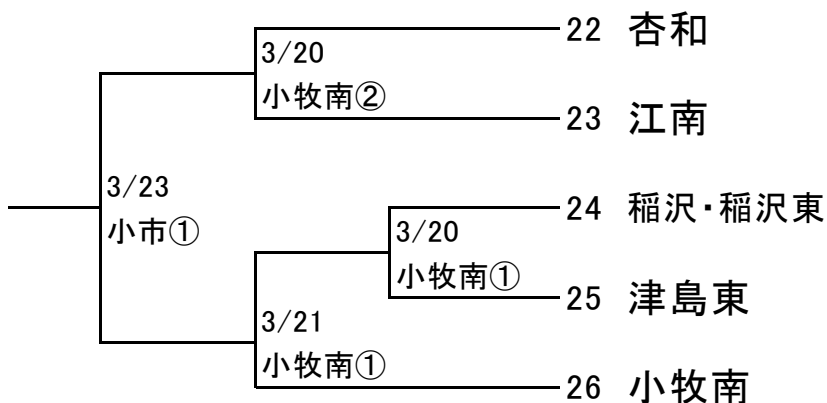 22 杏和
3/20
小牧南②
23 江南
3/23
小市①
24 稲沢・稲沢東
3/20
小牧南①
25 津島東
3/21
小牧南①
26 小牧南